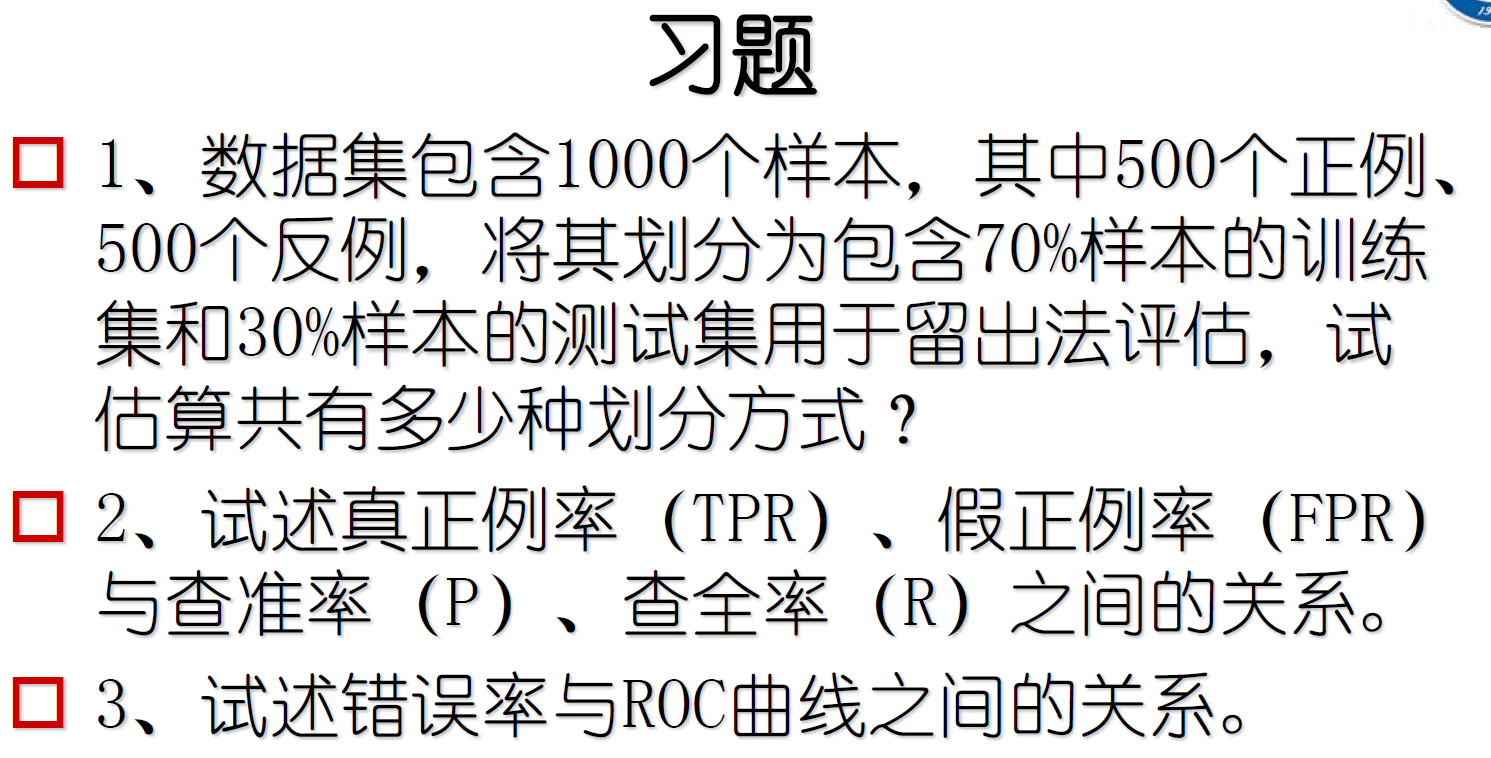 习题
1、数据集包含1000个样本，其中500个正例、
500个反例，将其划分为包含70%样本的训练
集和30%样本的测试集用于留出法评估，试
估算共有多少种划分方式？
2、试述真正例率（TPR）、假正例率（FPR）
与查准率（P）、查全率（R）之间的关系。
3、试述错误率与ROC曲线之间的关系。